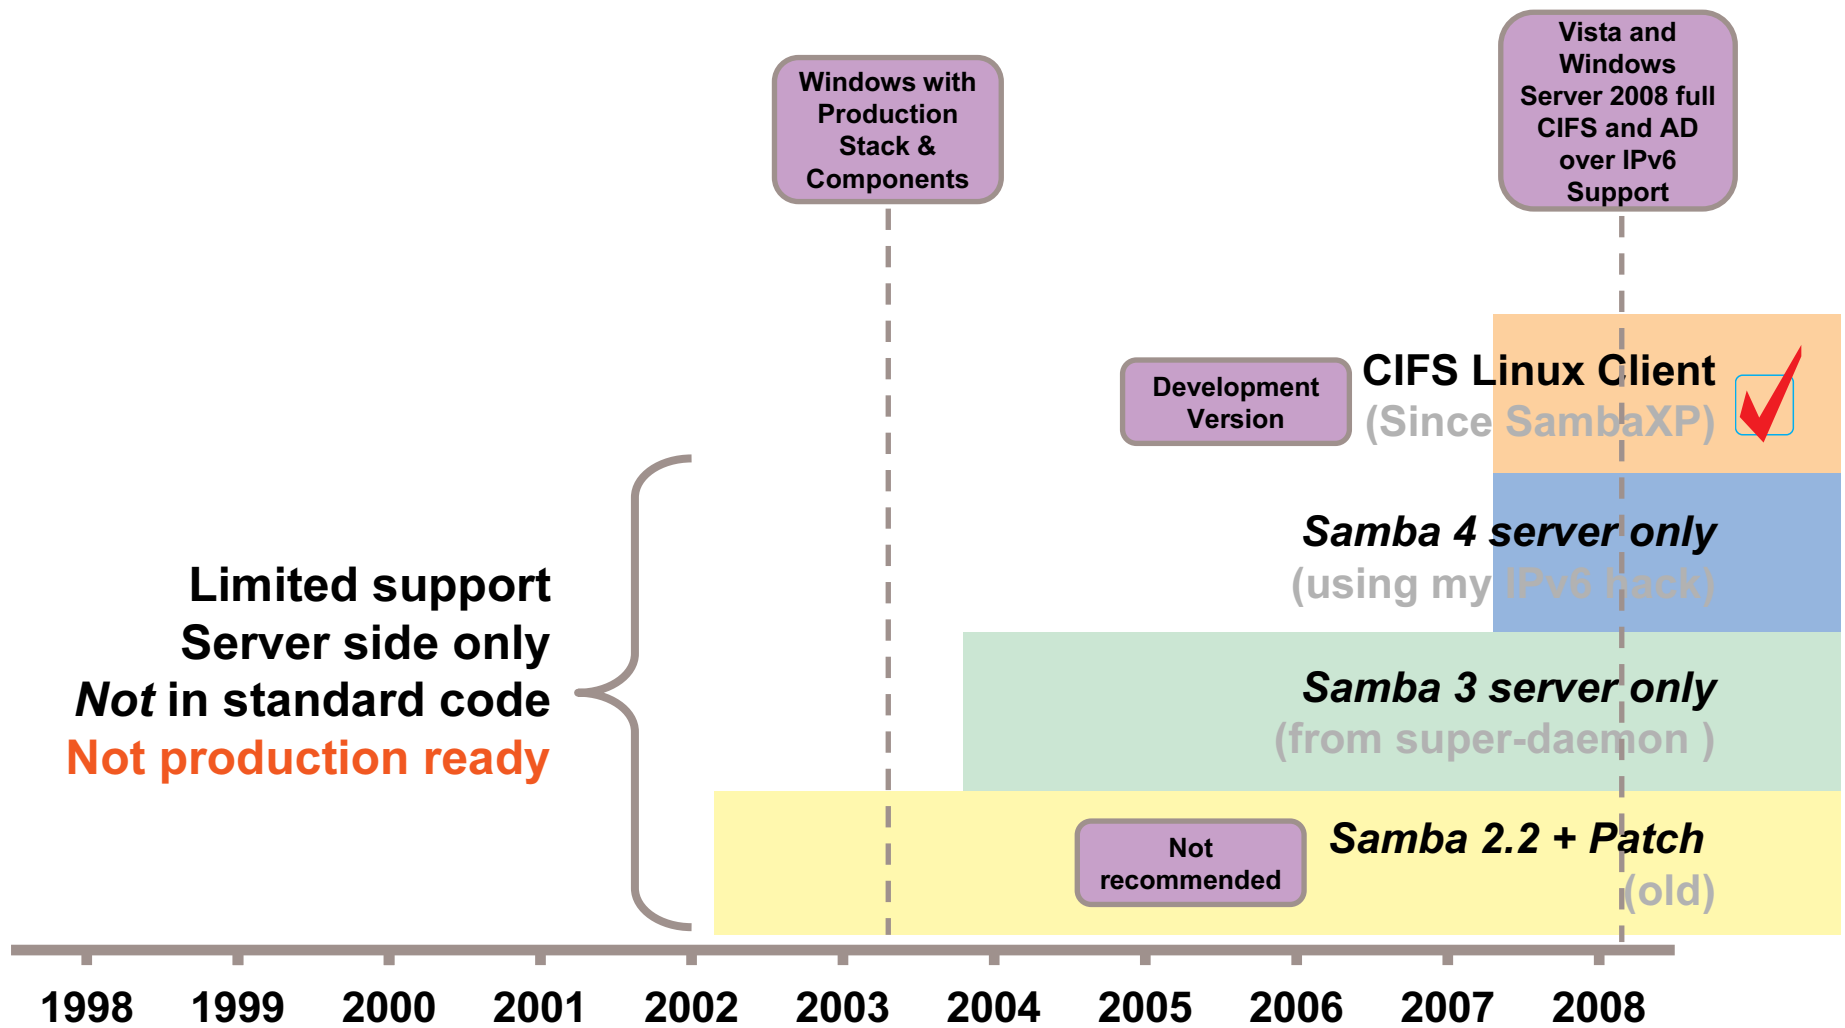 Vista and
Windows
Server 2008 full
CIFS and AD
over IPv6
Support
Windows with
Production
Stack &
Components
Development
Version
CIFS Linux Client
(Since SambaXP)
Samba 4 server only
(using my IPv6 hack)
Limited support
Server side only
Not in standard code
Not production ready
Samba 3 server only
(from super-daemon )
Not
recommended
Samba 2.2 + Patch
(old)
1998 1999 2000 2001 2002 2003 2004 2005 2006 2007 2008